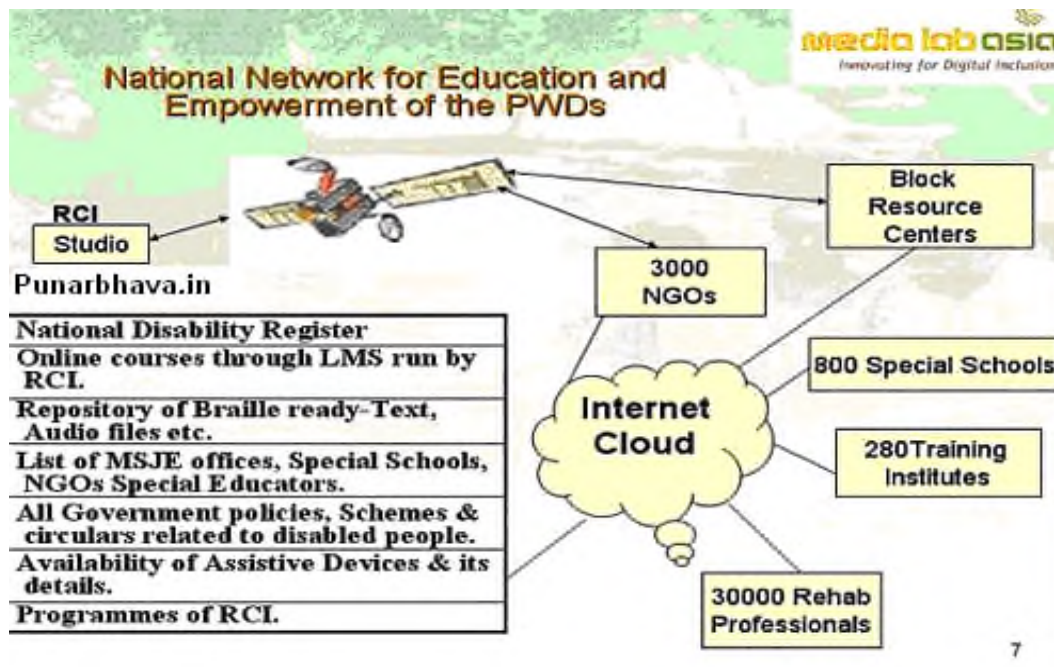 media lab asia
Innovating for Digital Inclusion
National Network for Education and
Empowerment of the PWDs
RCI
Studio
Block
Resource
Centers
3000
NGOs
Punarbhava.in
National Disability Register
Online courses through LMS run by
RCI.
Repository of Braille ready-Text,
Audio files etc.
List of MSJE offices, Special Schools,
NGOs Special Educators.
All Government policies, Schemes &
circulars related to disabled people.
Availability of Assistive Devices & its
details.
Programmes of RCI.
Internet
Cloud
800 Special Schools
280Training
Institutes
30000 Rehab
Professionals
7